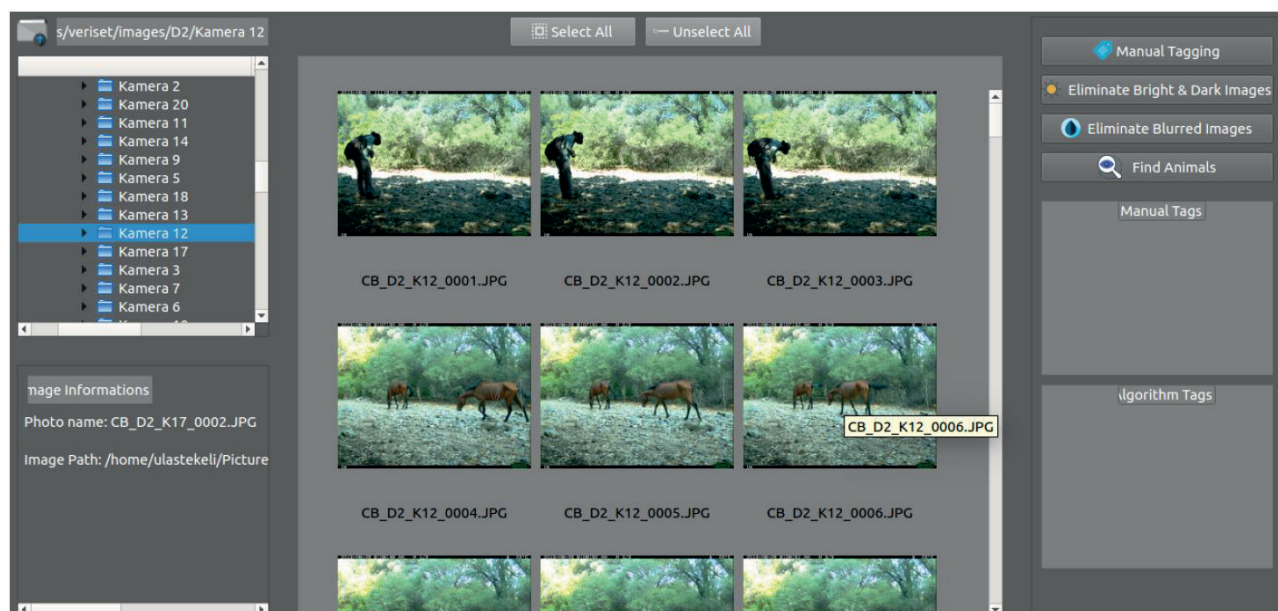 s/veriset/images/D2/Kamera 12
Select All
Unselect All
Kamera 2
Kamera 20
Kamera 11
Kamera 14
Kamera 9
Kamera 5
Kamera 18
Kamera 13
Kamera 12
Kamera 17
Kamera 3
Kamera 7
Kamera 6
mage Informations
Photo name: CB_D2_K17_0002.JPG
Image Path: /home/ulastekeli/Picture
CB_D2_K12_0001.JPG
CB_D2_K12_0002.JPG
CB_D2_K12_0003.JPG
CB_D2_K12_0006.JPG
CB_D2_K12_0004.JPG
CB_D2_K12_0005.JPG
CB_D2_K12_0006.JPG
Manual Tagging
Eliminate Bright & Dark Images
Eliminate Blurred Images
Find Animals
Manual Tags
lgorithm Tags